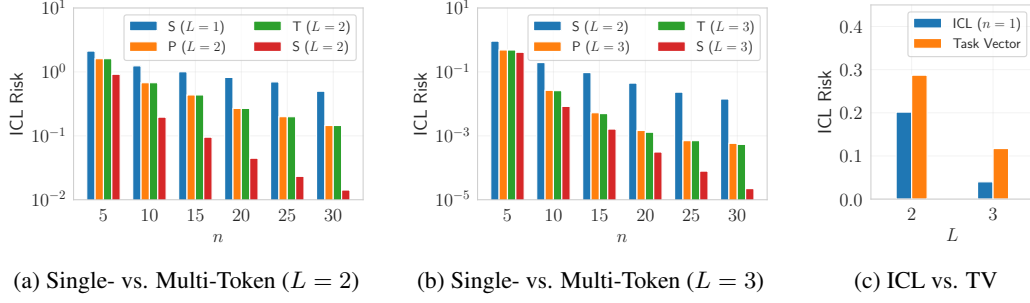 S (L = 1)
P (L = 2)
T (L = 2)
S (L = 2)
ICL Risk
10^1
10^0
10^{-1}
10^{-2}
5 10 15 20 25 30
n
(a) Single- vs. Multi-Token (L = 2)
S (L = 2)
P (L = 3)
T (L = 3)
S (L = 3)
ICL Risk
10^1
10^{-1}
10^{-3}
10^{-5}
5 10 15 20 25 30
n
(b) Single- vs. Multi-Token (L = 3)
ICL (n = 1)
Task Vector
ICL Risk
0.4
0.3
0.2
0.1
0.0
2 3
L
(c) ICL vs. TV